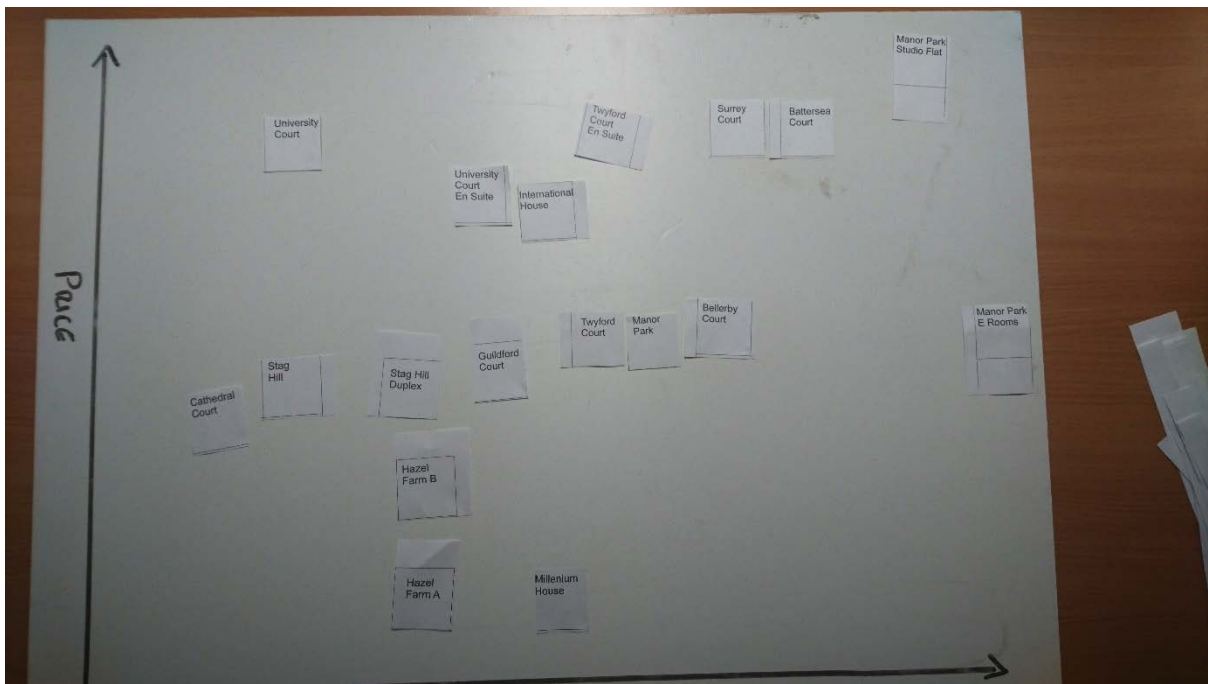 Manor Park
Studio Flat
University
Court
Twyford
Court
En Suite
Surrey
Court
Battersea
Court
University
Court
En Suite
International
House
PRICE
Stag
Hill
Cathedral
Court
Stag Hill
Duplex
Guildford
Court
Twyford
Court
Manor
Park
Bellerby
Court
Manor Park
E Rooms
Hazel
Farm B
Hazel
Farm A
Millenium
House